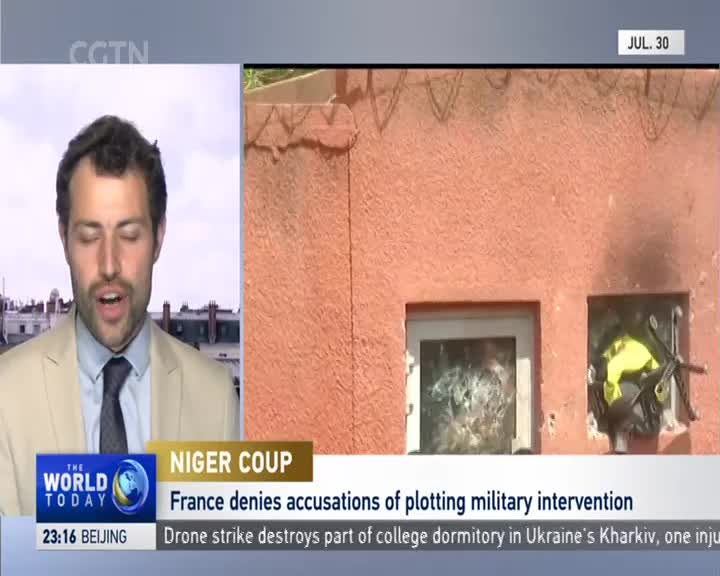 CGTN
JUL. 30
NIGER COUP
THE
WORLD
TODAY
France denies accusations of plotting military intervention
23:16 BEIJING
Drone strike destroys part of college dormitory in Ukraine's Kharkiv, one inju